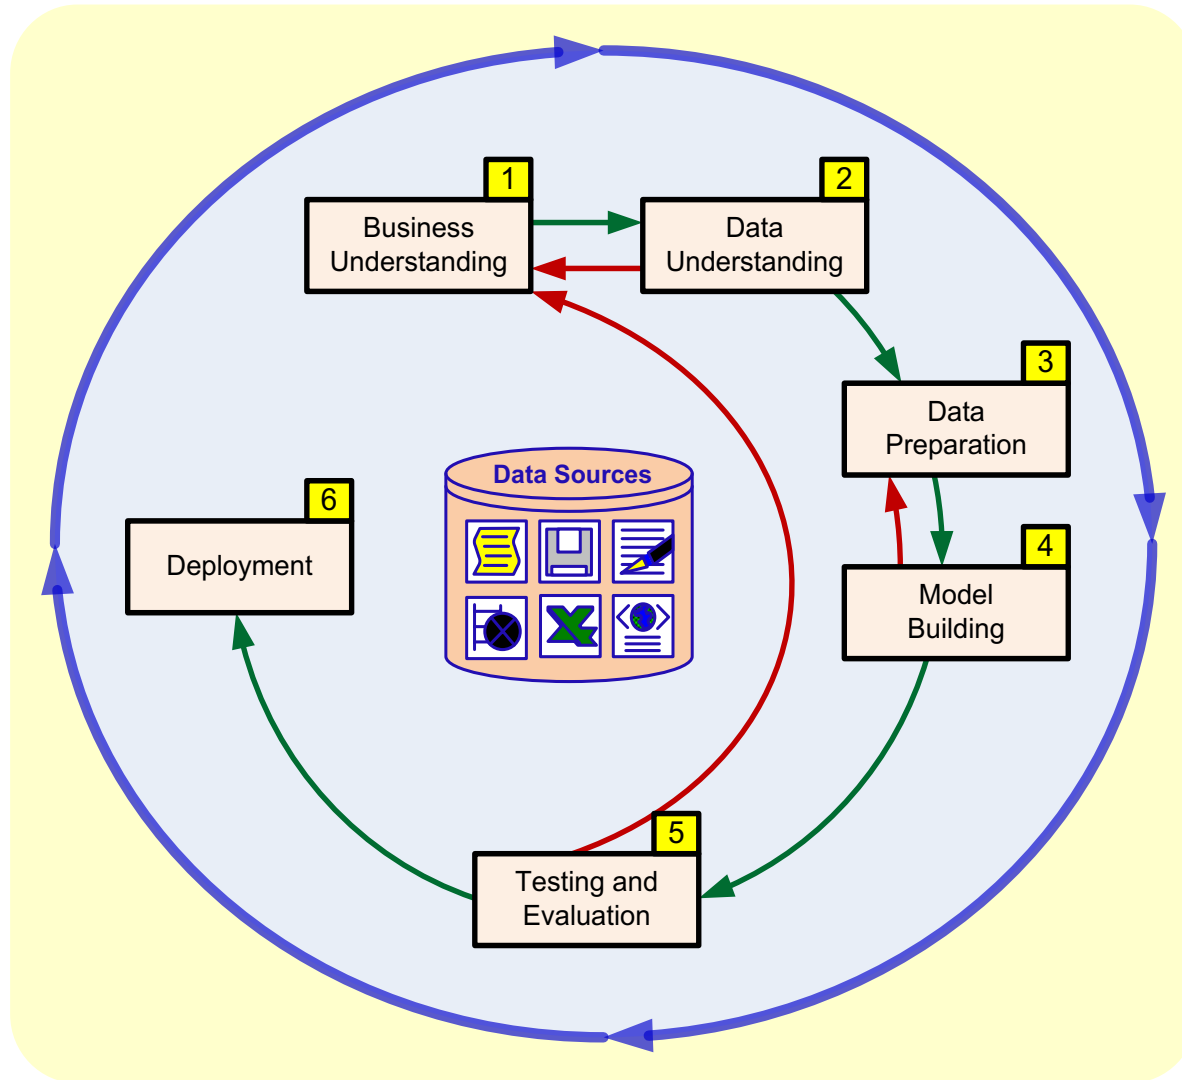 1
Business
Understanding
2
Data
Understanding
3
Data
Preparation
4
Model
Building
5
Testing and
Evaluation
6
Deployment
Data Sources